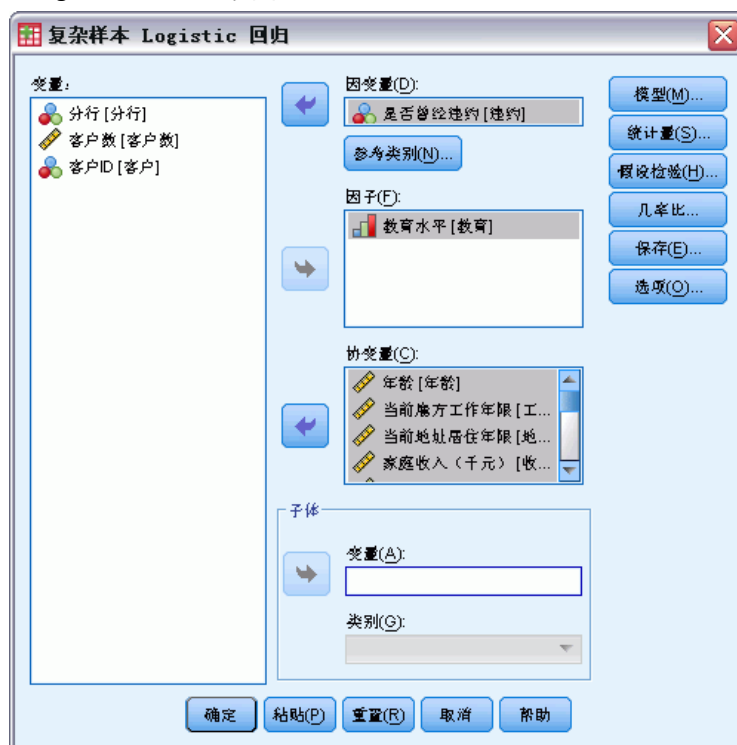 复杂样本 Logistic 回归
变量:
分行 [分行]
客户数 [客户数]
客户ID [客户]
因变量(D):
是否曾经违约 [违约]
参考类别(N)...
因子(F):
教育水平 [教育]
协变量(C):
年龄 [年龄]
当前雇方工作年限 [工...
当前地址居住年限 [地...
家庭收入（千元） [收...
子体
变量(A):
类别(G):
模型(M)...
统计量(S)...
假设检验(H)...
几率比...
保存(E)...
选项(O)...
确定
粘贴(P)
重置(R)
取消
帮助